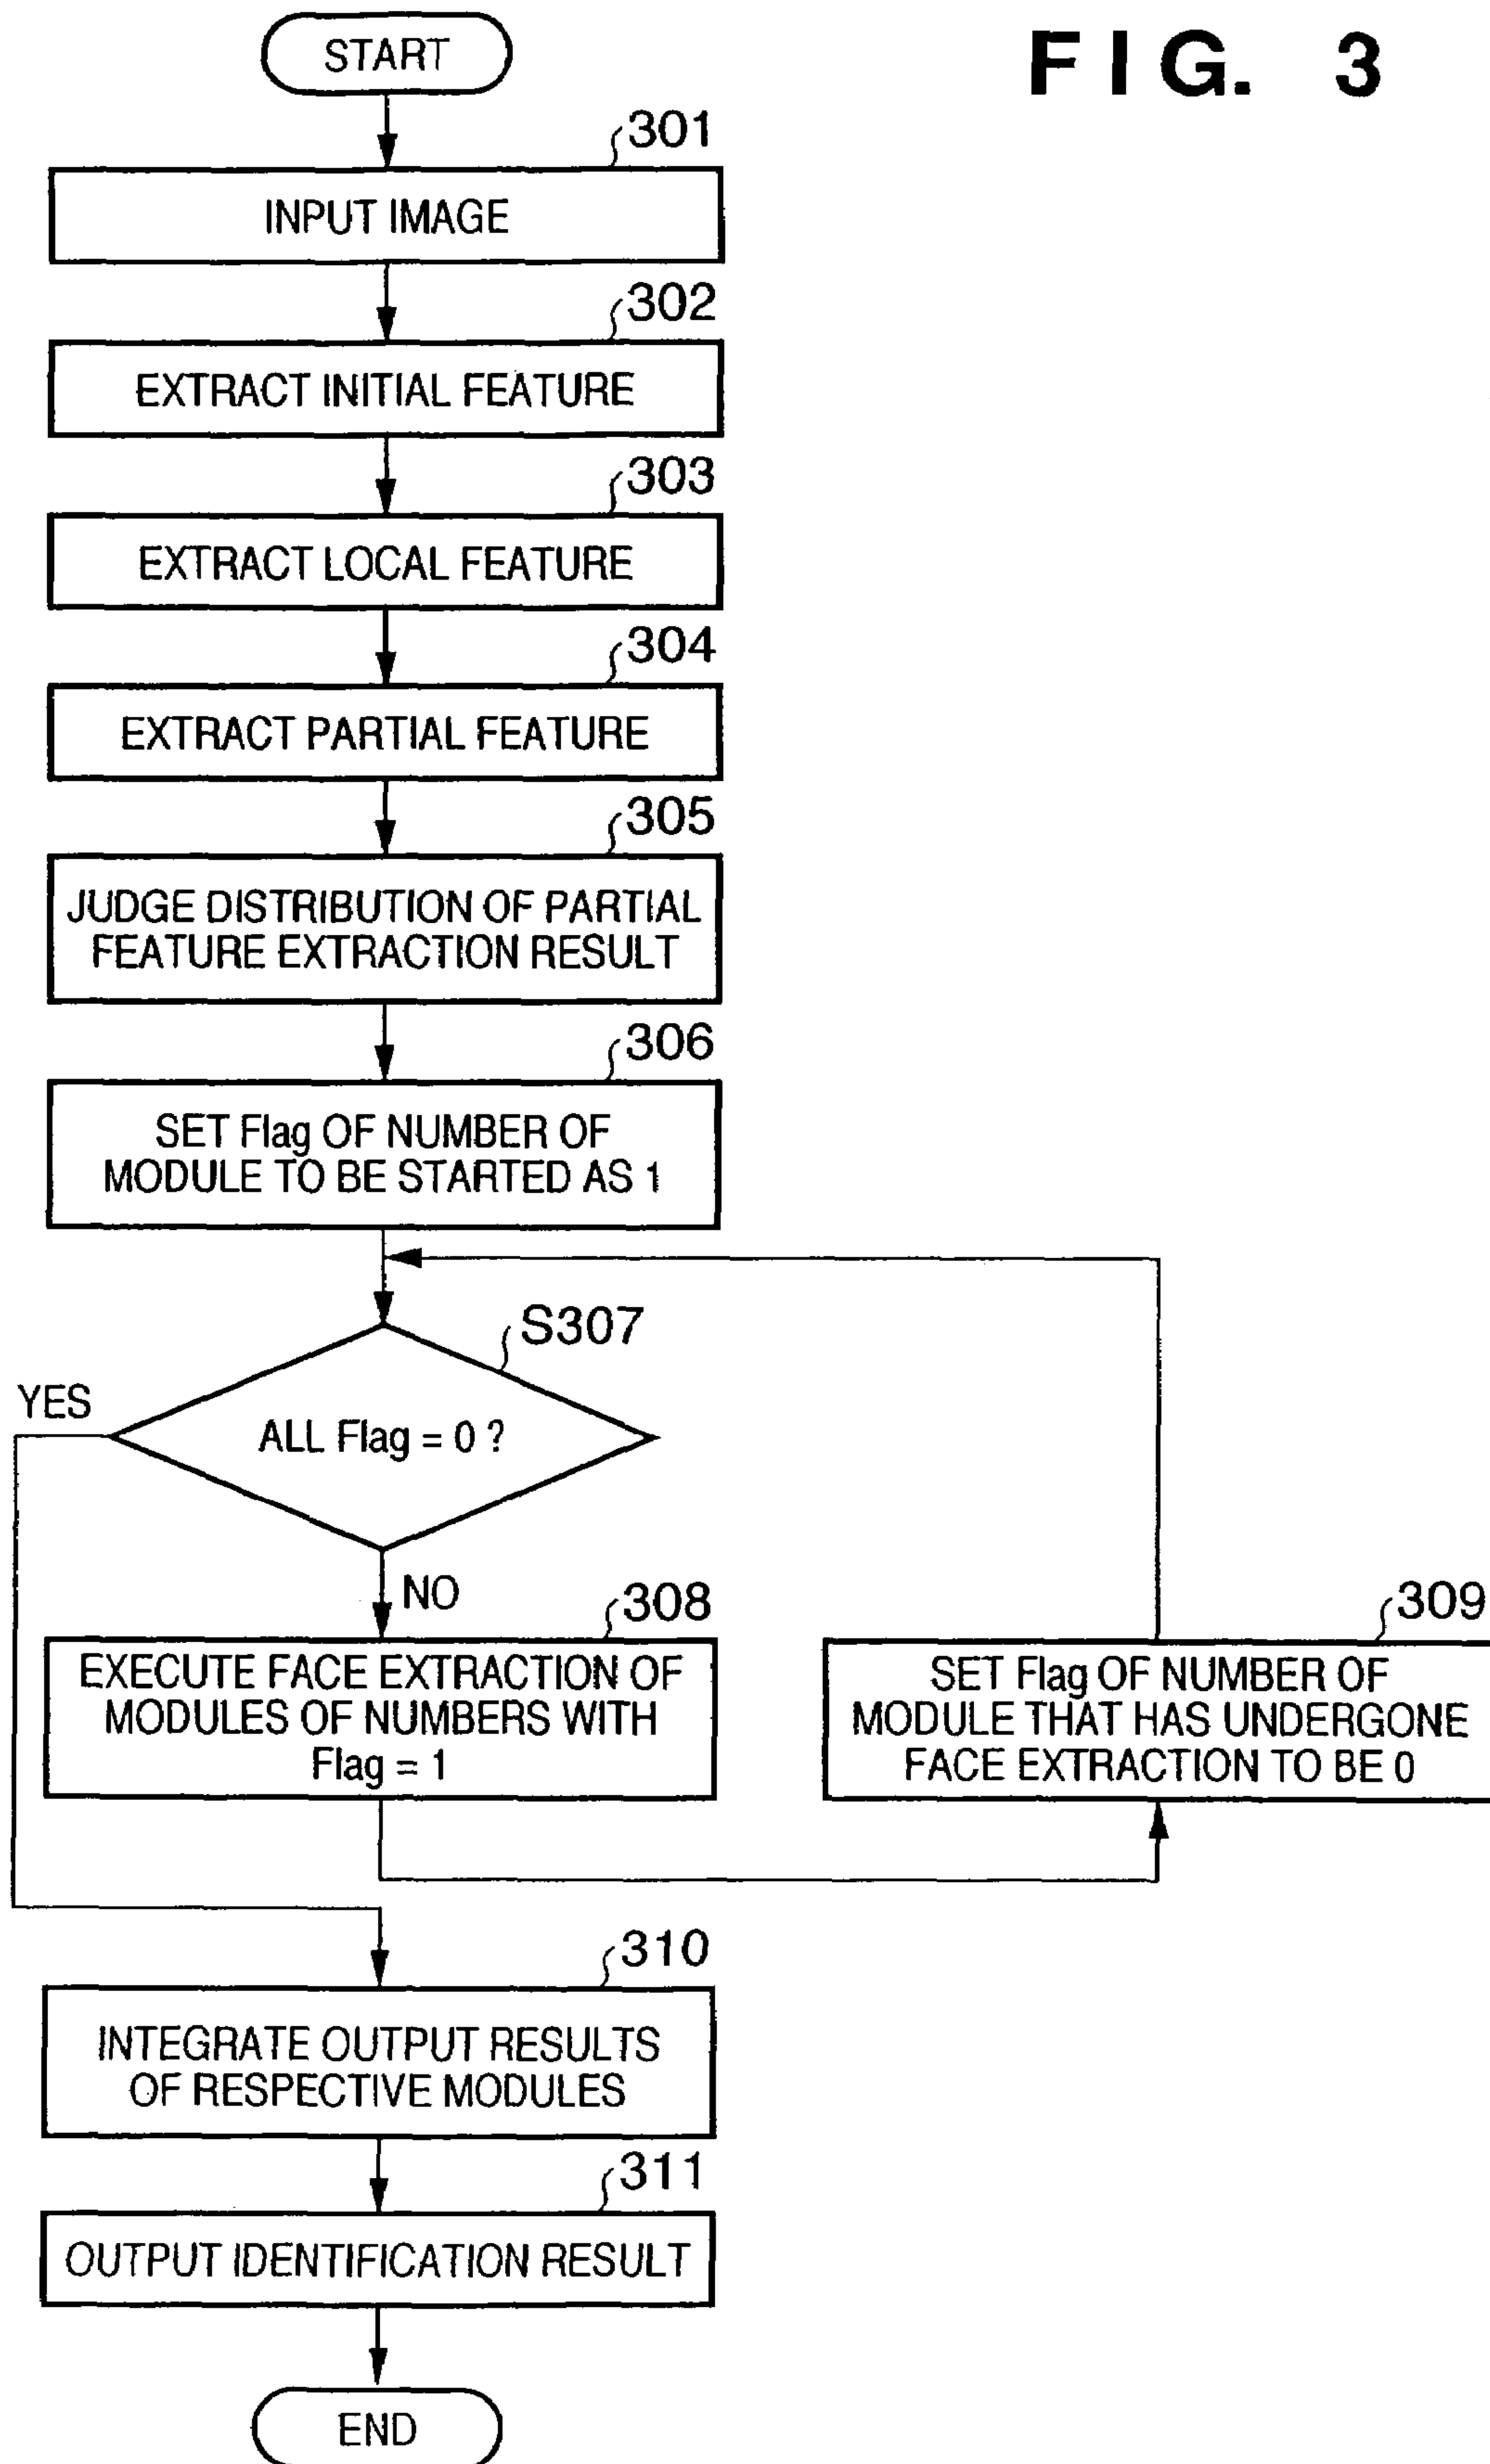 FIG. 3
START
301
INPUT IMAGE
302
EXTRACT INITIAL FEATURE
303
EXTRACT LOCAL FEATURE
304
EXTRACT PARTIAL FEATURE
305
JUDGE DISTRIBUTION OF PARTIAL
FEATURE EXTRACTION RESULT
306
SET Flag OF NUMBER OF
MODULE TO BE STARTED AS 1
S307
YES
ALL Flag = 0 ?
NO
308
EXECUTE FACE EXTRACTION OF
MODULES OF NUMBERS WITH
Flag = 1
309
SET Flag OF NUMBER OF
MODULE THAT HAS UNDERGONE
FACE EXTRACTION TO BE 0
310
INTEGRATE OUTPUT RESULTS
OF RESPECTIVE MODULES
311
OUTPUT IDENTIFICATION RESULT
END